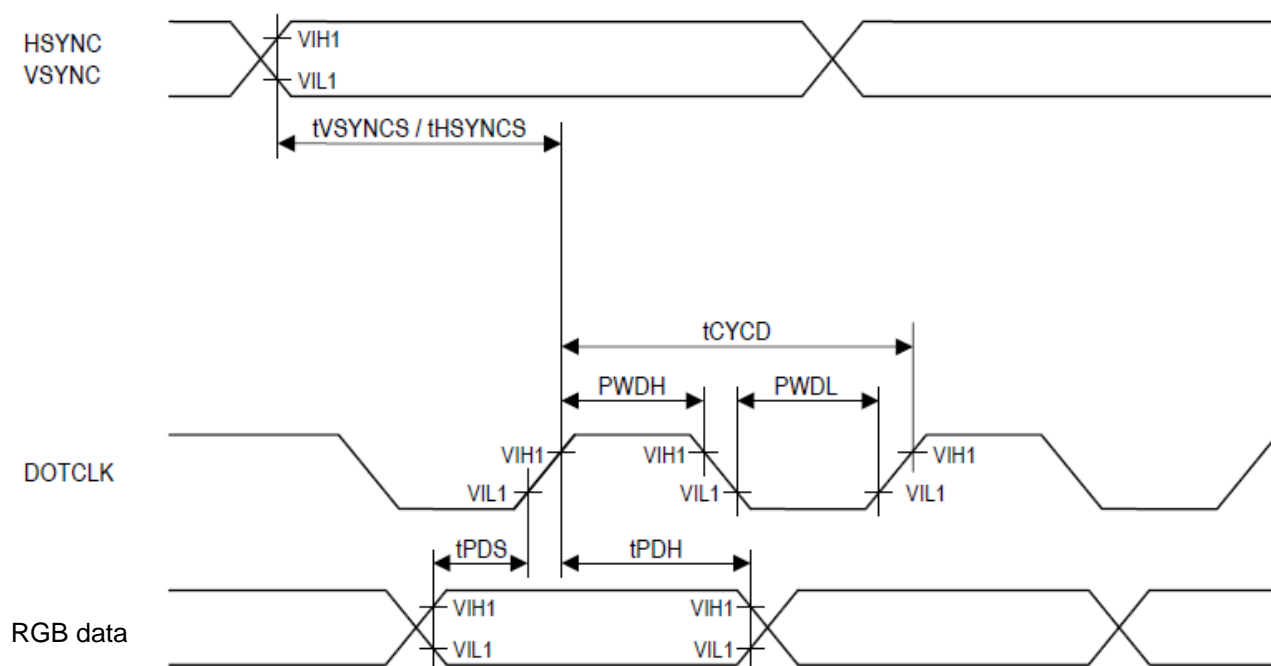 HSYNC
VSYNC
VIH1
VIL1
tVSYNCS / tHSYNCS
tCYCD
PWDH
PWDL
DOTCLK
VIH1
VIH1
VIH1
VIL1
VIL1
VIL1
tPDS
tPDH
RGB data
VIH1
VIH1
VIL1
VIL1